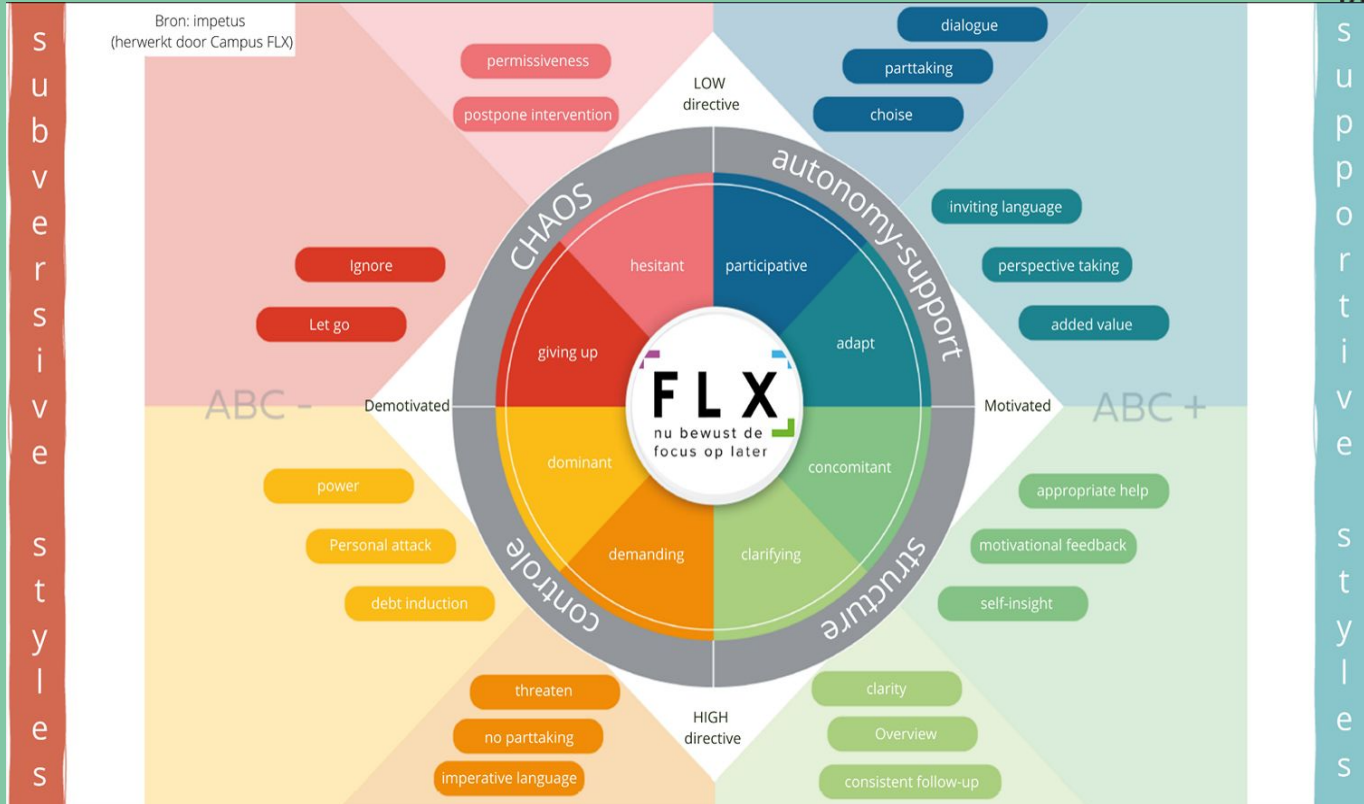 subversive styles
Bron: impetus
(herwerkt door Campus FLX)
permissiveness
postpone intervention
LOW
directive
dialogue
parttaking
choise
inviting language
perspective taking
added value
Ignore
Let go
CHAOS
autonomy-support
hesitant
participative
giving up
adapt
ABC -
Demotivated
FLX
nu bewust de
focus op later
Motivated
ABC +
dominant
concomitant
demanding
clarifying
controle
structure
power
Personal attack
debt induction
appropriate help
motivational feedback
self-insight
threaten
no parttaking
imperative language
HIGH
directive
clarity
Overview
consistent follow-up
supportive styles